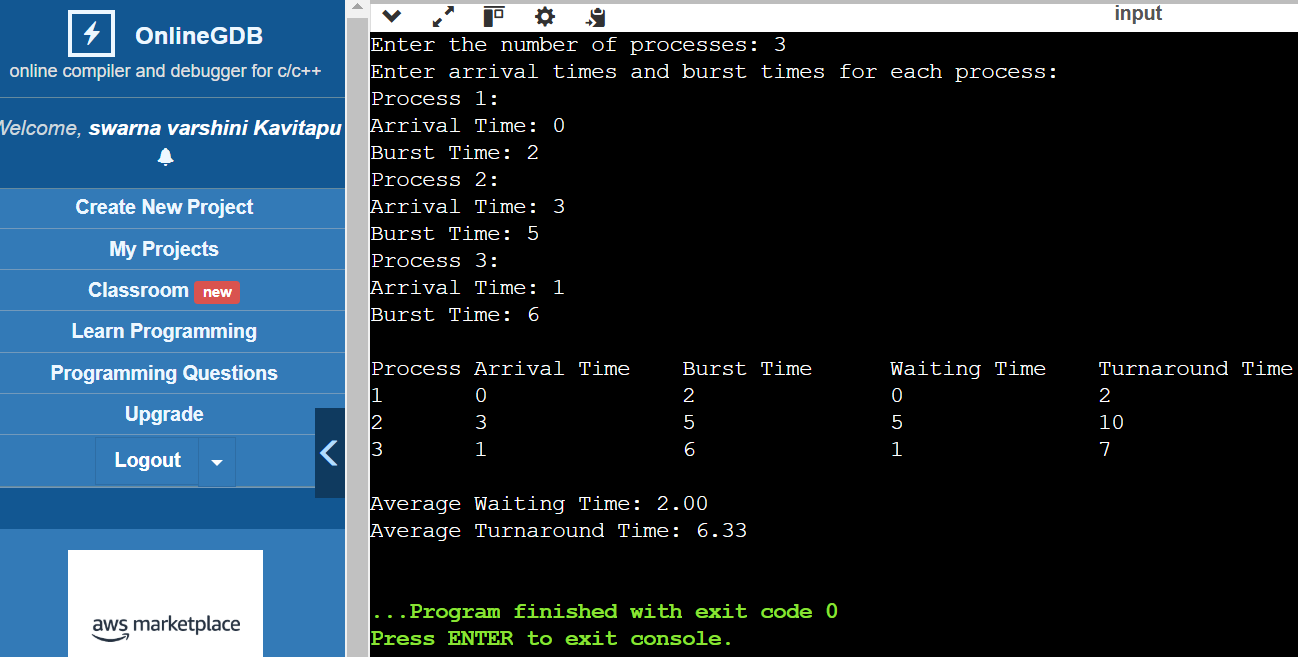 OnlineGDB
online compiler and debugger for c/c++
Welcome, swarna varshini Kavitapu
Create New Project
My Projects
Classroom new
Learn Programming
Programming Questions
Upgrade
Logout
aws marketplace
input
Enter the number of processes: 3
Enter arrival times and burst times for each process:
Process 1:
Arrival Time: 0
Burst Time: 2
Process 2:
Arrival Time: 3
Burst Time: 5
Process 3:
Arrival Time: 1
Burst Time: 6
Process Arrival Time Burst Time Waiting Time Turnaround Time
1 0 2 0 2
2 3 5 5 10
3 1 6 1 7
Average Waiting Time: 2.00
Average Turnaround Time: 6.33
...Program finished with exit code 0
Press ENTER to exit console.